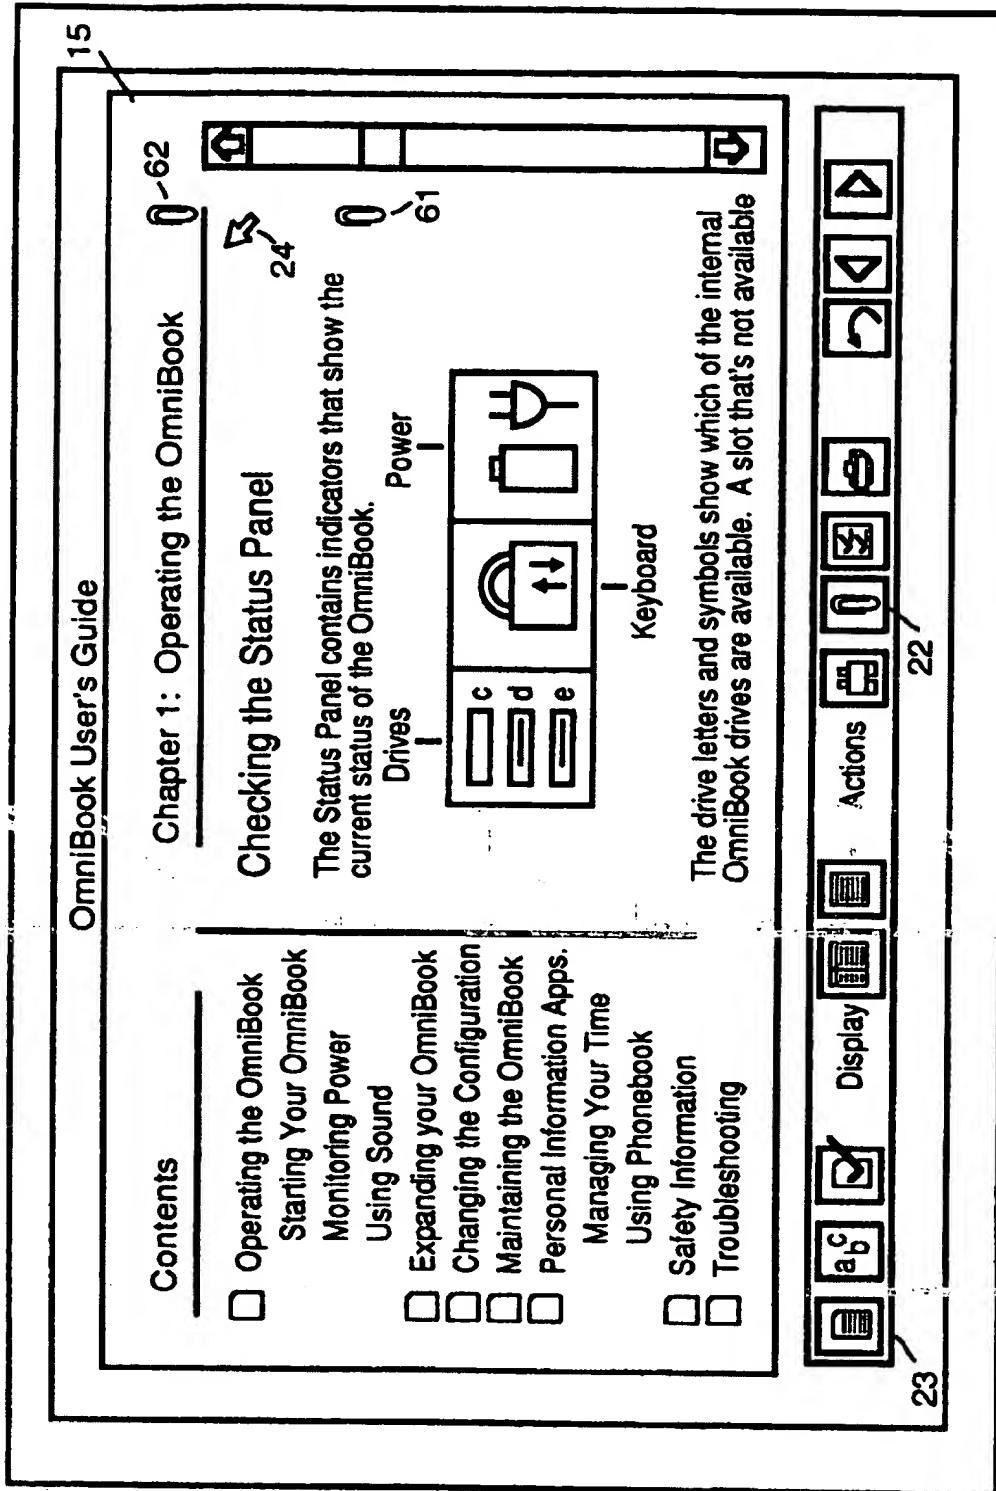 15
OmniBook User's Guide
Contents
Operating the OmniBook
Starting Your OmniBook
Monitoring Power
Using Sound
Expanding your OmniBook
Changing the Configuration
Maintaining the OmniBook
Personal Information Apps.
Managing Your Time
Using Phonebook
Safety Information
Troubleshooting
Chapter 1: Operating the OmniBook
62
24
Checking the Status Panel
The Status Panel contains indicators that show the
current status of the OmniBook.
61
Drives
Power
c
d
e
Keyboard
The drive letters and symbols show which of the internal
OmniBook drives are available. A slot that's not available
23
abc
Display
Actions
22